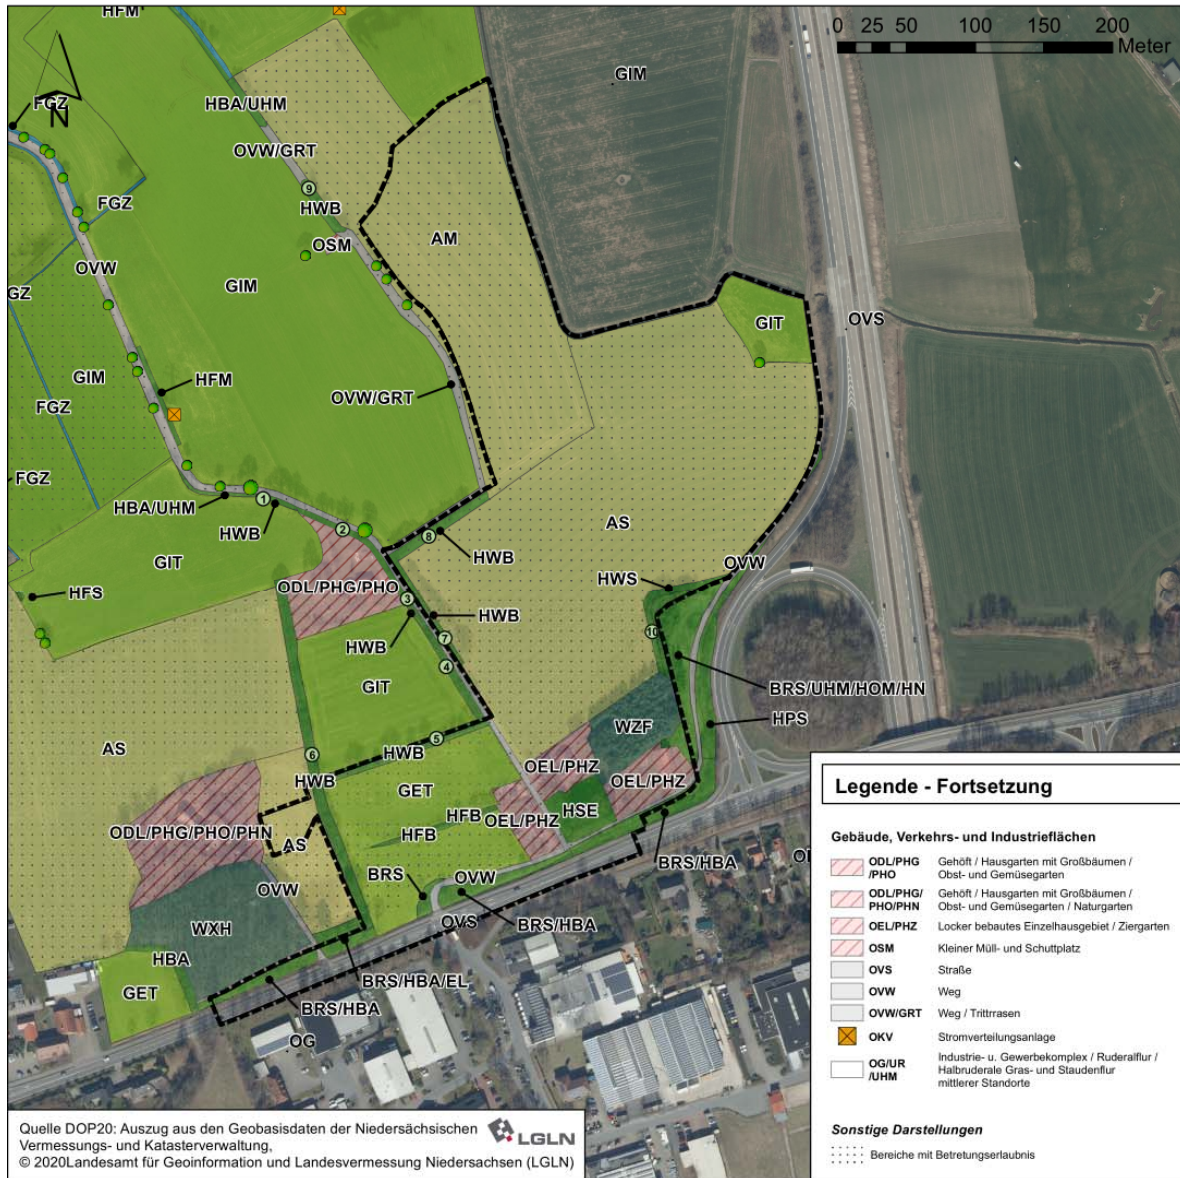 HFM
0 25 50 100 150 200
Meter
GIM
FGZ
N
HBA/UHM
OVW/GRT
FGZ
9
HWB
OSM
AM
OVW
GIM
GZ
GIT
OVS
GIM
HFM
OVW/GRT
FGZ
FGZ
HBA/UHM
1
HWB
2
AS
8
HWB
GIT
OVW
HWS
ODL/PHG/PHO
HFS
3
HWB
7
10
HWB
4
GIT
BRS/UHM/HOM/HN
HPS
WZF
AS
5
6
HWB
HWB
OEL/PHZ
OEL/PHZ
GET
HFB
HSE
ODL/PHG/PHO/PHN
OEL/PHZ
HFB
AS
BRS/HBA
BRS
OVW
OVW
OVS
BRS/HBA
WXH
HBA
BRS/HBA/EL
GET
BRS/HBA
OG
Legende - Fortsetzung
Gebäude, Verkehrs- und Industrieflächen
ODL/PHG Gehöft / Hausgarten mit Großbäumen /
/PHO Obst- und Gemüsegarten
ODL/PHG/ Gehöft / Hausgarten mit Großbäumen /
PHO/PHN Obst- und Gemüsegarten / Naturgarten
OEL/PHZ Locker bebautes Einzelhausgebiet / Ziergarten
OSM Kleiner Müll- und Schuttplatz
OVS Straße
OVW Weg
OVW/GRT Weg / Trittrrasen
OKV Stromverteilungsanlage
OG/UR Industrie- u. Gewerbekomplex / Ruderalflur /
/UHM Halbruderale Gras- und Staudenflur
mittlerer Standorte
Sonstige Darstellungen
Bereiche mit Betretungserlaubnis
Quelle DOP20: Auszug aus den Geobasisdaten der Niedersächsischen
Vermessungs- und Katasterverwaltung,
© 2020Landesamt für Geoinformation und Landesvermessung Niedersachsen (LGLN)
LGLN